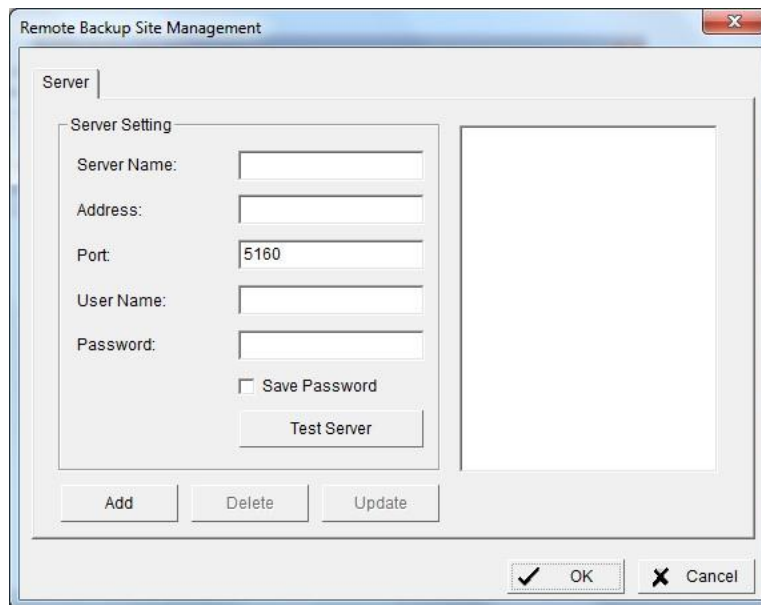 Remote Backup Site Management
Server
Server Setting
Server Name:
Address:
Port: 5160
User Name:
Password:
Save Password
Test Server
Add Delete Update
OK Cancel